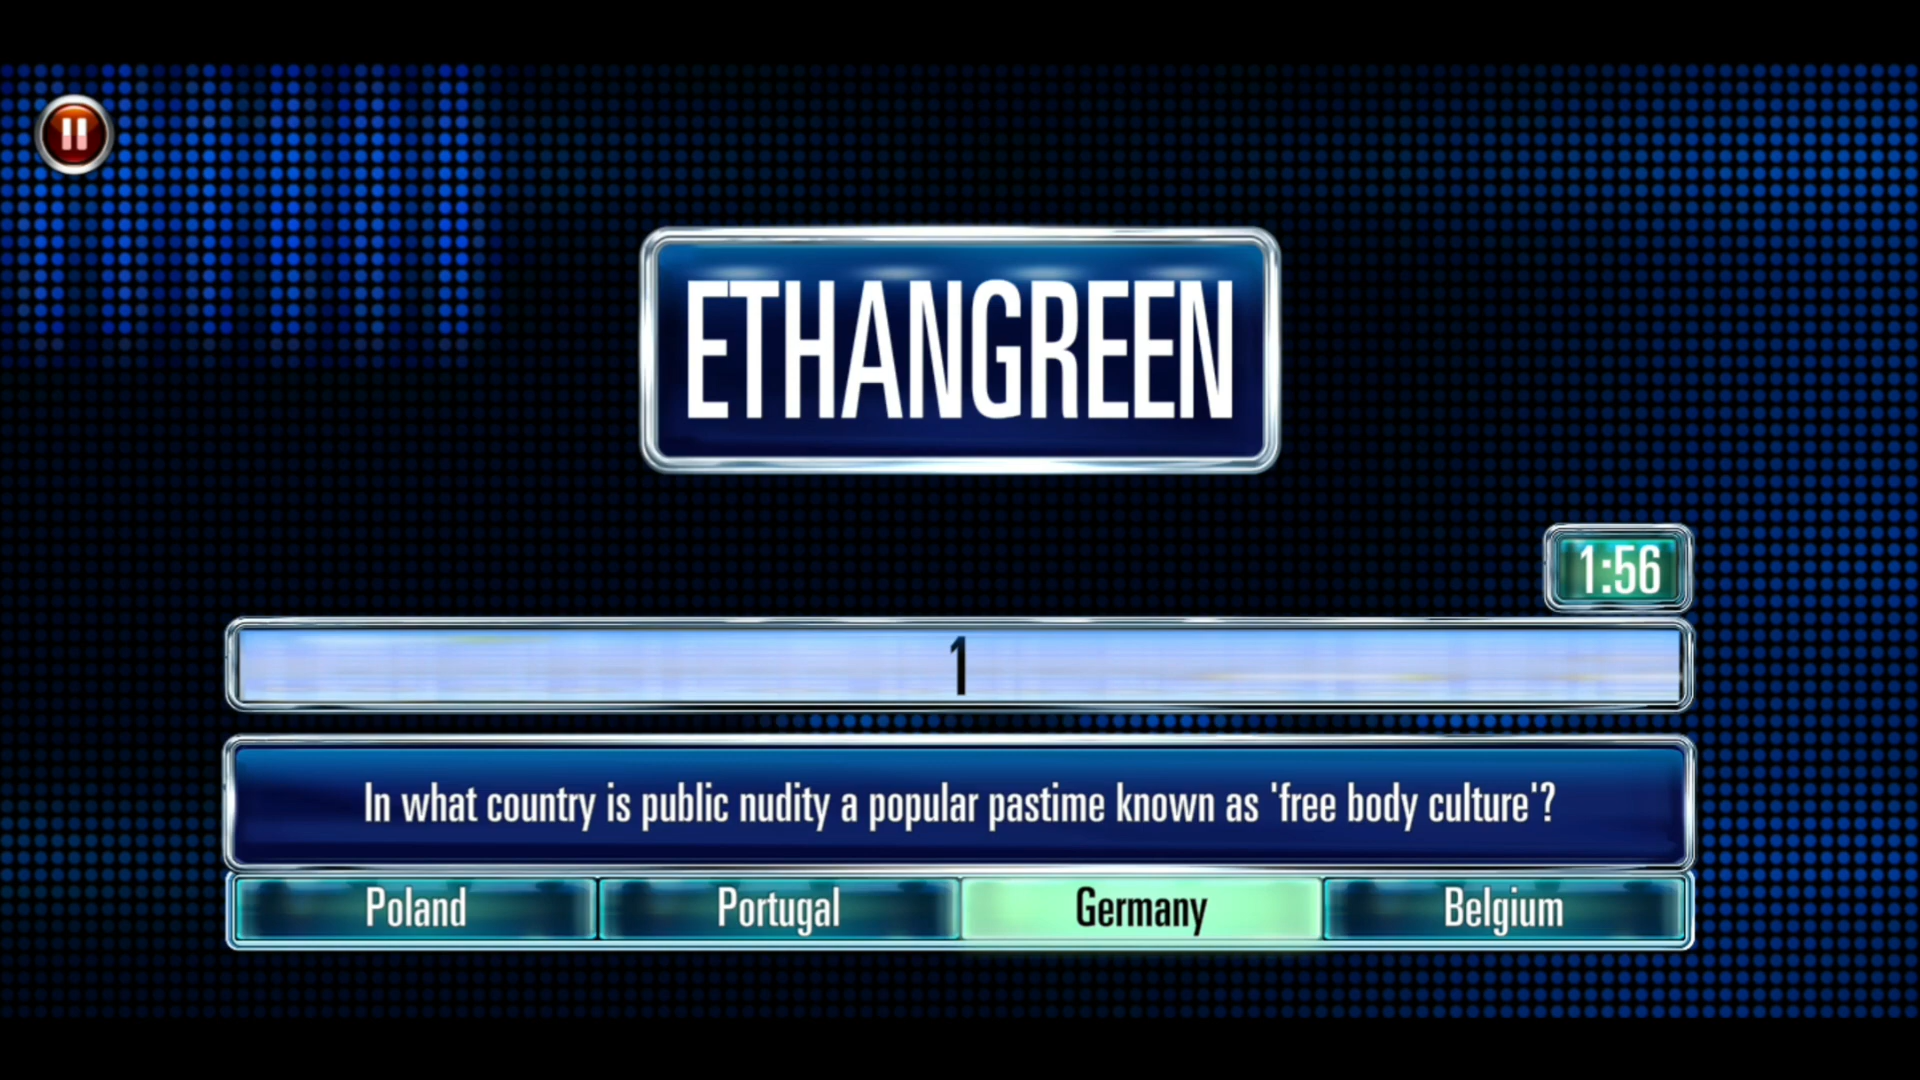 ETHANGREEN
1:56
1
In what country is public nudity a popular pastime known as 'free body culture'?
Poland
Portugal
Germany
Belgium